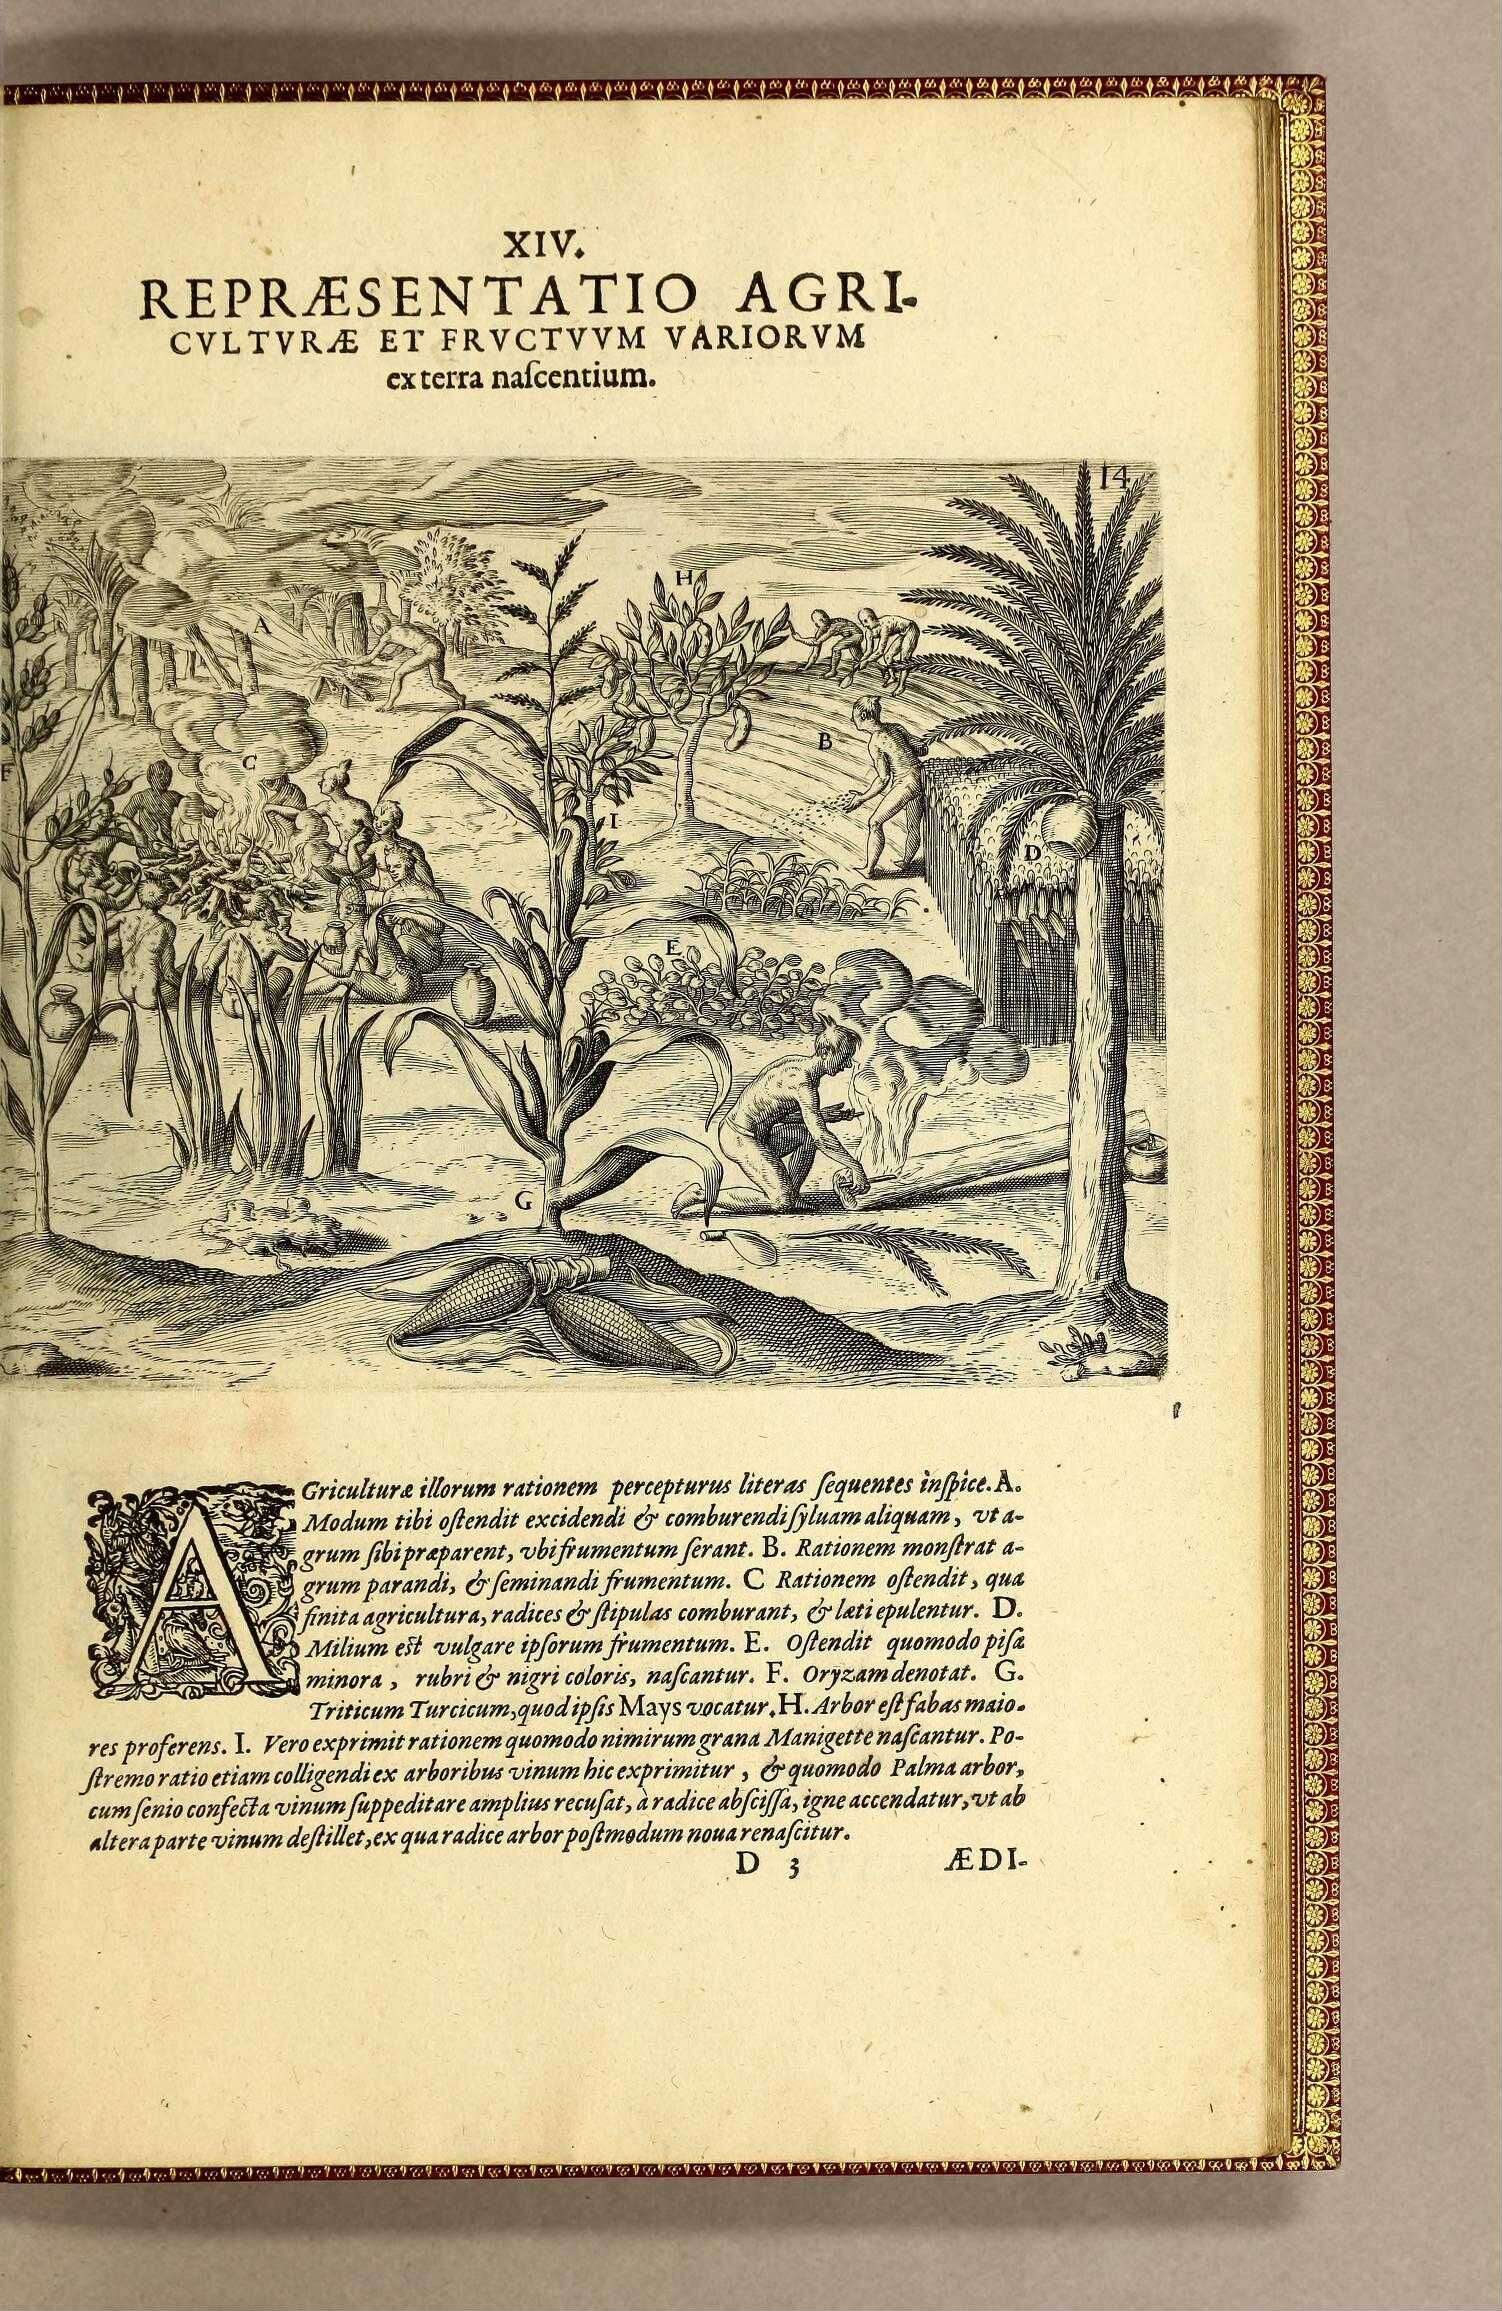 XIV.
REPRÆSENTATIO AGRI-
CVLTVRÆ ET FRVCTVVM VARIORVM
ex terra naſcentium.
14
H
A
B
C
F
I
D
E
G
AGriculturæ illorum rationem percepturus literas ſequentes inſpice. A.
Modum tibi oſtendit excidendi & comburendi ſyluam aliquam, vt a-
grum ſibi præparent, vbi frumentum ſerant. B. Rationem monſtrat a-
grum parandi, & ſeminandi frumentum. C Rationem oſtendit, qua
finita agricultura, radices & ſtipulas comburant, & læti epulentur. D.
Milium eſt vulgare ipſorum frumentum. E. Oſtendit quomodo piſa
minora, rubri & nigri coloris, naſcantur. F. Oryzam denotat. G.
Triticum Turcicum, quod ipſis Mays vocatur. H. Arbor eſt fabas maio-
res proferens. I. Vero exprimit rationem quomodo nimirum grana Manigette naſcantur. Po-
ſtremo ratio etiam colligendi ex arboribus vinum hic exprimitur, & quomodo Palma arbor,
cum ſenio confecta vinum ſuppeditare amplius recuſat, à radice abſciſſa, igne accendatur, vt ab
altera parte vinum deſtillet, ex qua radice arbor poſtmodum noua renaſcitur.
D 3 ÆDI-